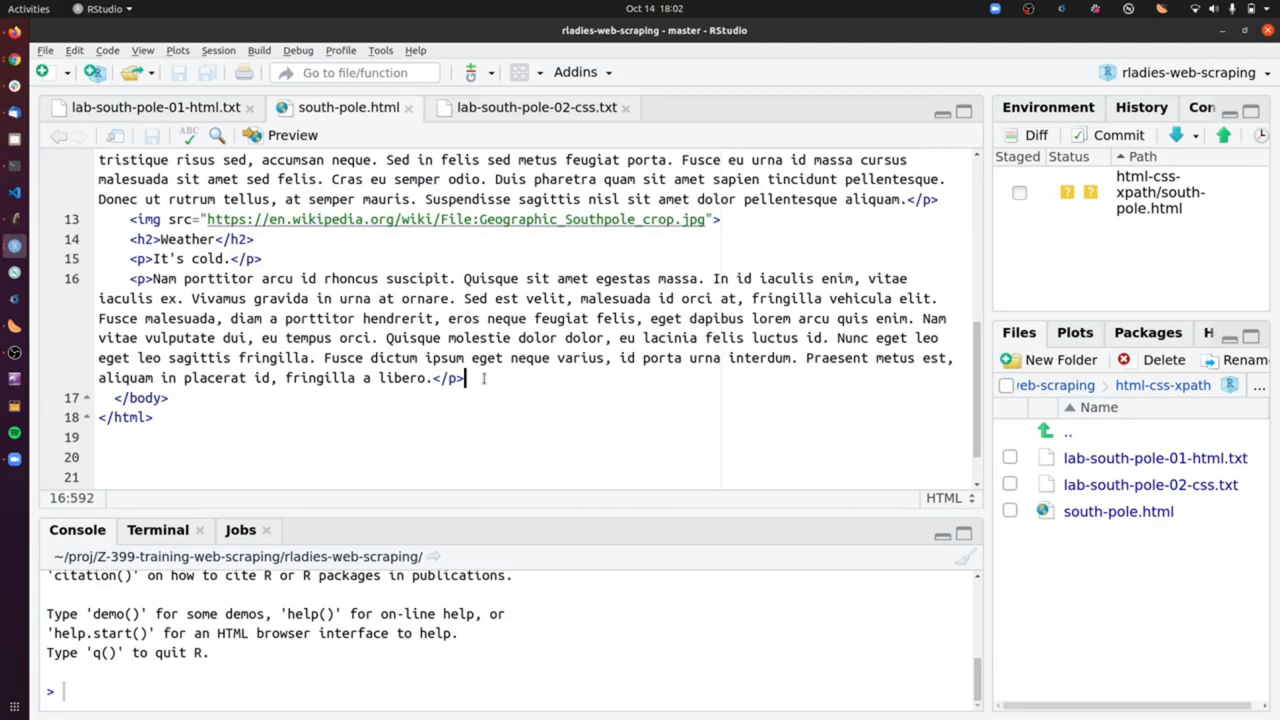 Activities RStudio Oct 14 18:02
rladies-web-scraping - master - RStudio
File Edit Code View Plots Session Build Debug Profile Tools Help
Go to file/function Addins rladies-web-scraping
lab-south-pole-01-html.txt south-pole.html lab-south-pole-02-css.txt
Preview
tristique risus sed, accumsan neque. Sed in felis sed metus feugiat porta. Fusce eu urna id massa cursus
malesuada sit amet sed felis. Cras eu semper odio. Duis pharetra quam sit amet sapien tincidunt pellentesque.
Donec ut rutrum tellus, at semper mauris. Suspendisse sagittis nisl sit amet dolor pellentesque aliquam.</p>
13 <img src="https://en.wikipedia.org/wiki/File:Geographic_Southpole_crop.jpg">
14 <h2>Weather</h2>
15 <p>It's cold.</p>
16 <p>Nam porttitor arcu id rhoncus suscipit. Quisque sit amet egestas massa. In id iaculis enim, vitae
iaculis ex. Vivamus gravida in urna at ornare. Sed est velit, malesuada id orci at, fringilla vehicula elit.
Fusce malesuada, diam a porttitor hendrerit, eros neque feugiat felis, eget dapibus lorem arcu quis enim. Nam
vitae vulputate dui, eu tempus orci. Quisque molestie dolor dolor, eu lacinia felis luctus id. Nunc eget leo
eget leo sagittis fringilla. Fusce dictum ipsum eget neque varius, id porta urna interdum. Praesent metus est,
aliquam in placerat id, fringilla a libero.</p>
17 </body>
18 </html>
19
20
21
16:592 HTML
Console Terminal Jobs
~/proj/Z-399-training-web-scraping/rladies-web-scraping/
'citation()' on how to cite R or R packages in publications.
Type 'demo()' for some demos, 'help()' for on-line help, or
'help.start()' for an HTML browser interface to help.
Type 'q()' to quit R.
>
Environment History Con
Diff Commit
Staged Status Path
? ? html-css-
xpath/south-
pole.html
Files Plots Packages H
New Folder Delete Renam
eb-scraping html-css-xpath ...
Name
..
lab-south-pole-01-html.txt
lab-south-pole-02-css.txt
south-pole.html